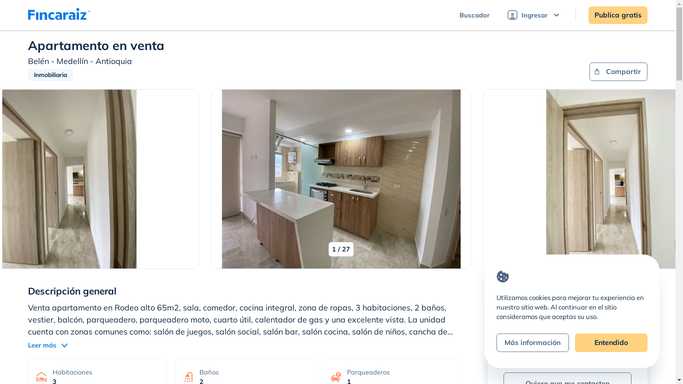 Fincaraiz
Buscador
Ingresar
Publica gratis
Apartamento en venta
Belén - Medellín - Antioquia
Inmobiliaria
Compartir
1 / 27
Descripción general
Venta apartamento en Rodeo alto 65m2, sala, comedor, cocina integral, zona de ropas, 3 habitaciones, 2 baños,
vestier, balcón, parqueadero, parqueadero moto, cuarto útil, calentador de gas y una excelente vista. La unidad
cuenta con zonas comunes como: salón de juegos, salón social, salón bar, salón cocina, salón de niños, cancha de...
Leer más
Habitaciones
3
Baños
2
Parqueaderos
1
Utilizamos cookies para mejorar tu experiencia en
nuestro sitio web. Al continuar en el sitio
consideramos que aceptas su uso.
Más información
Entendido
Quiero que me contacten